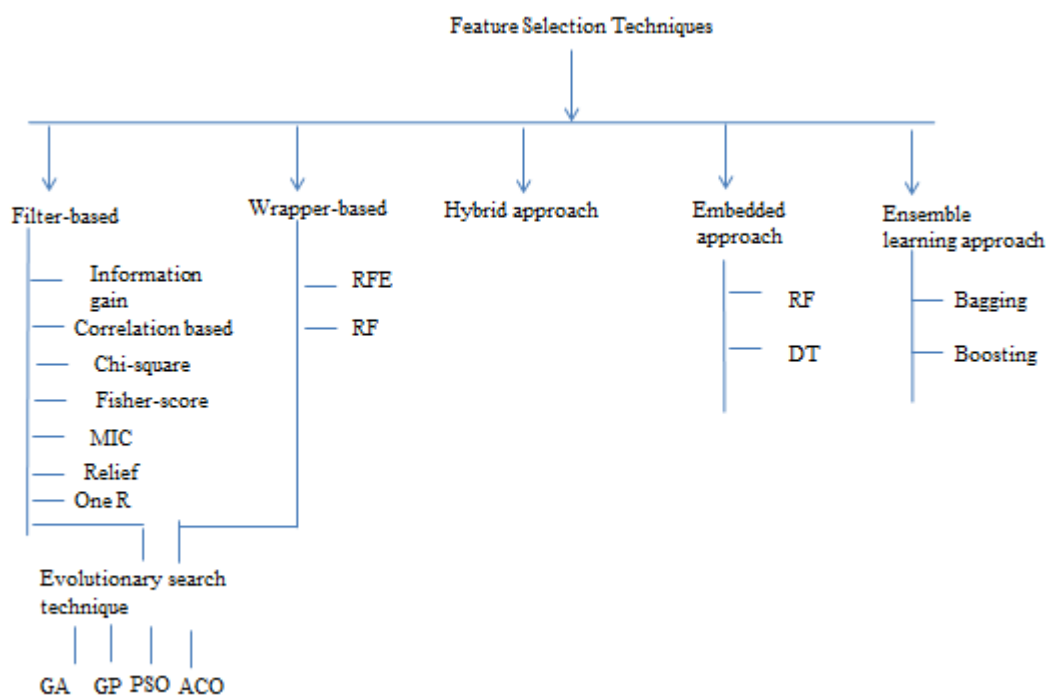 Feature Selection Techniques
Filter-based
Wrapper-based
Hybrid approach
Embedded
approach
Ensemble
learning approach
Information
gain
Correlation based
Chi-square
Fisher-score
MIC
Relief
One R
RFE
RF
RF
DT
Bagging
Boosting
Evolutionary search
technique
GA
GP
PSO
ACO